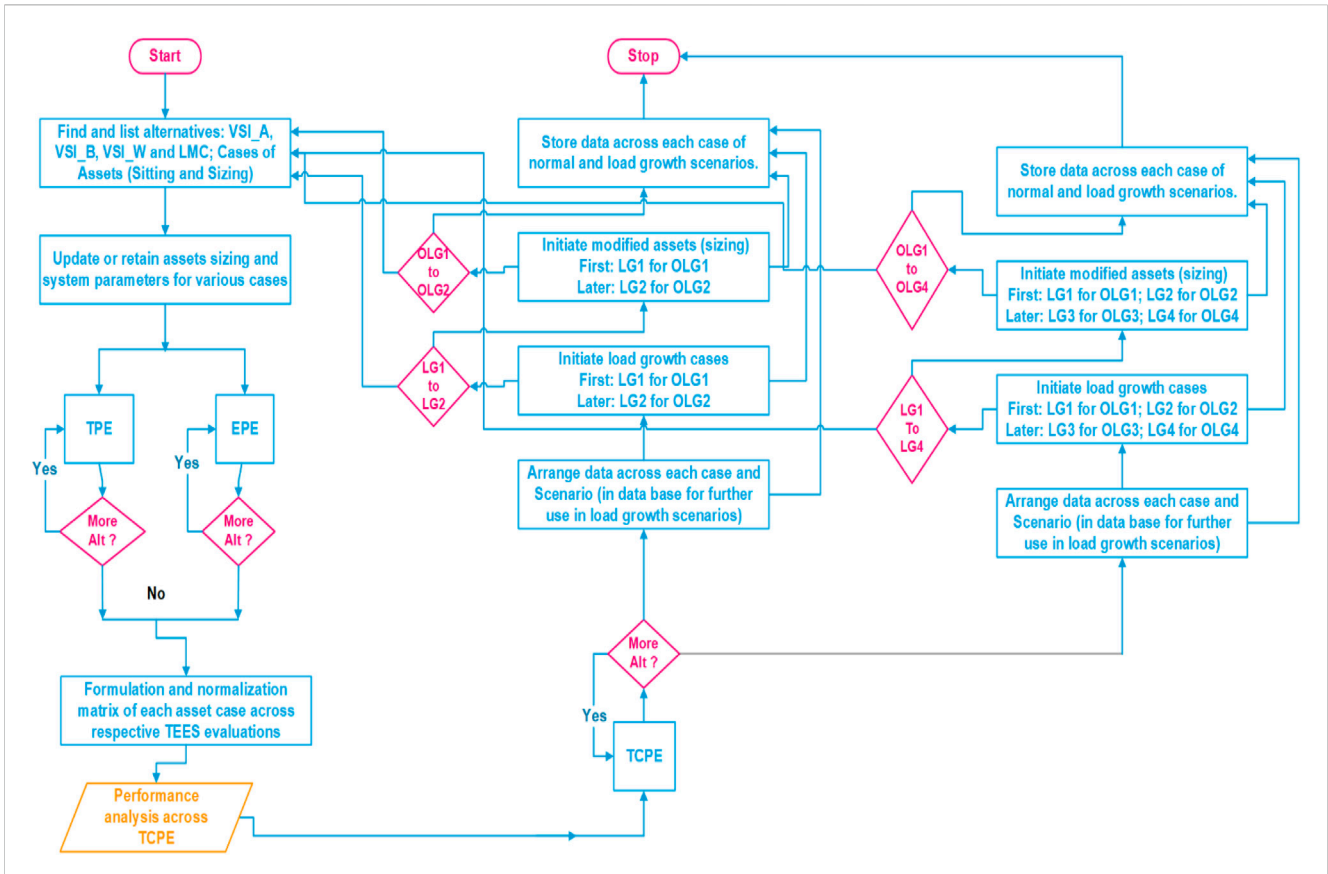 Start
Find and list alternatives: VSI_A,
VSI_B, VSI_W and LMC; Cases of
Assets (Sitting and Sizing)
Update or retain assets sizing and
system parameters for various cases
TPE
EPE
Yes
Yes
More
Alt ?
More
Alt ?
No
Formulation and normalization
matrix of each asset case across
respective TEES evaluations
Performance
analysis across
TCPE
Stop
Store data across each case of
normal and load growth scenarios.
OLG1
to
OLG2
Initiate modified assets (sizing)
First: LG1 for OLG1
Later: LG2 for OLG2
LG1
to
LG2
Initiate load growth cases
First: LG1 for OLG1
Later: LG2 for OLG2
Arrange data across each case and
Scenario (in data base for further
use in load growth scenarios)
More
Alt ?
Yes
TCPE
Store data across each case of
normal and load growth scenarios.
OLG1
to
OLG4
Initiate modified assets (sizing)
First: LG1 for OLG1; LG2 for OLG2
Later: LG3 for OLG3; LG4 for OLG4
LG1
To
LG4
Initiate load growth cases
First: LG1 for OLG1; LG2 for OLG2
Later: LG3 for OLG3; LG4 for OLG4
Arrange data across each case and
Scenario (in data base for further
use in load growth scenarios)